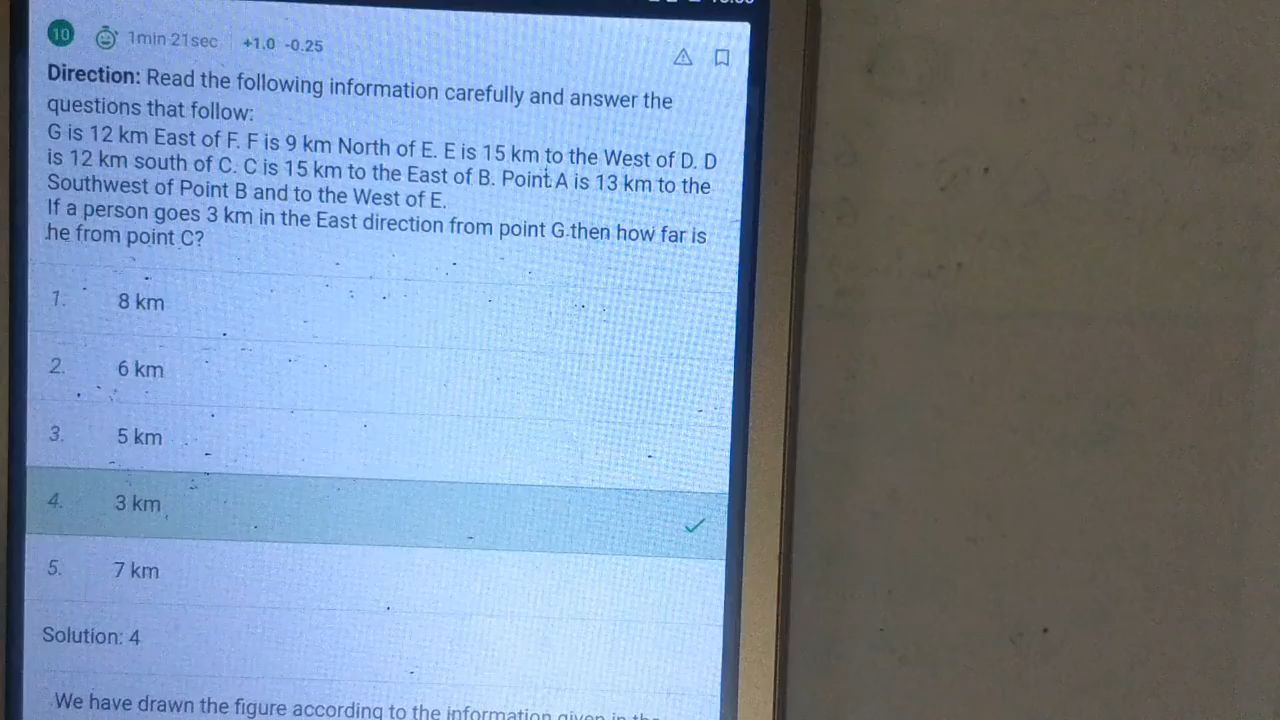 10 1min 21sec +1.0 -0.25
Direction: Read the following information carefully and answer the
questions that follow:
G is 12 km East of F. F is 9 km North of E. E is 15 km to the West of D. D
is 12 km south of C. C is 15 km to the East of B. Point A is 13 km to the
Southwest of Point B and to the West of E.
If a person goes 3 km in the East direction from point G then how far is
he from point C?
1. 8 km
2. 6 km
3. 5 km
4. 3 km
5. 7 km
Solution: 4
We have drawn the figure according to the information given in the